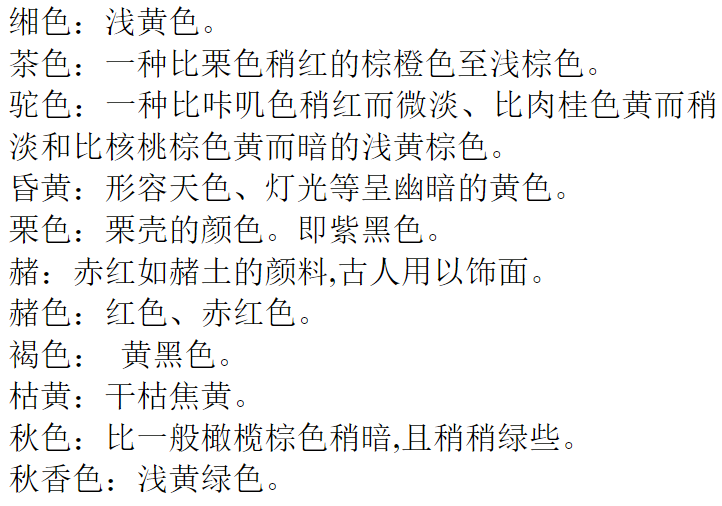 缃色：浅黄色。
茶色：一种比栗色稍红的棕橙色至浅棕色。
驼色：一种比咔叽色稍红而微淡、比肉桂色黄而稍
淡和比核桃棕色黄而暗的浅黄棕色。
昏黄：形容天色、灯光等呈幽暗的黄色。
栗色：栗壳的颜色。即紫黑色。
赭：赤红如赭土的颜料,古人用以饰面。
赭色：红色、赤红色。
褐色： 黄黑色。
枯黄：干枯焦黄。
秋色：比一般橄榄棕色稍暗,且稍稍绿些。
秋香色：浅黄绿色。